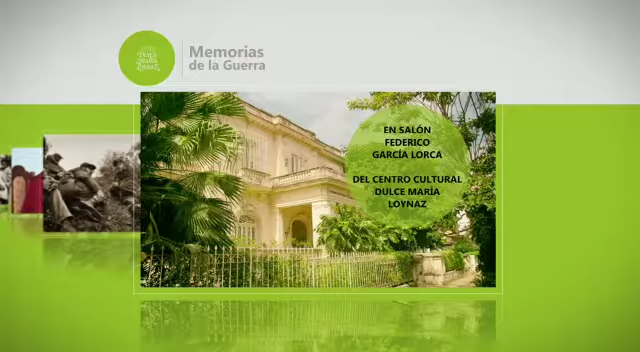 Memorias
de la Guerra
EN SALÓN
FEDERICO
GARCÍA LORCA
DEL CENTRO CULTURAL
DULCE MARÍA
LOYNAZ